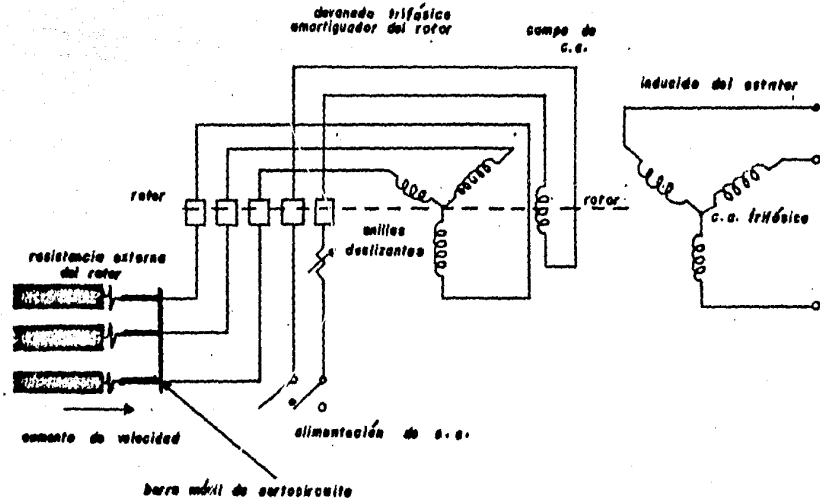 devanado trifásico
amortiguador del rotor
campo de
c.a.
inducido del estator
rotor
anillos
deslizantes
rotor
c.a. trifásica
resistencia externa
del rotor
aumento de velocidad
alimentación de c.a.
barra móvil de cortocircuito